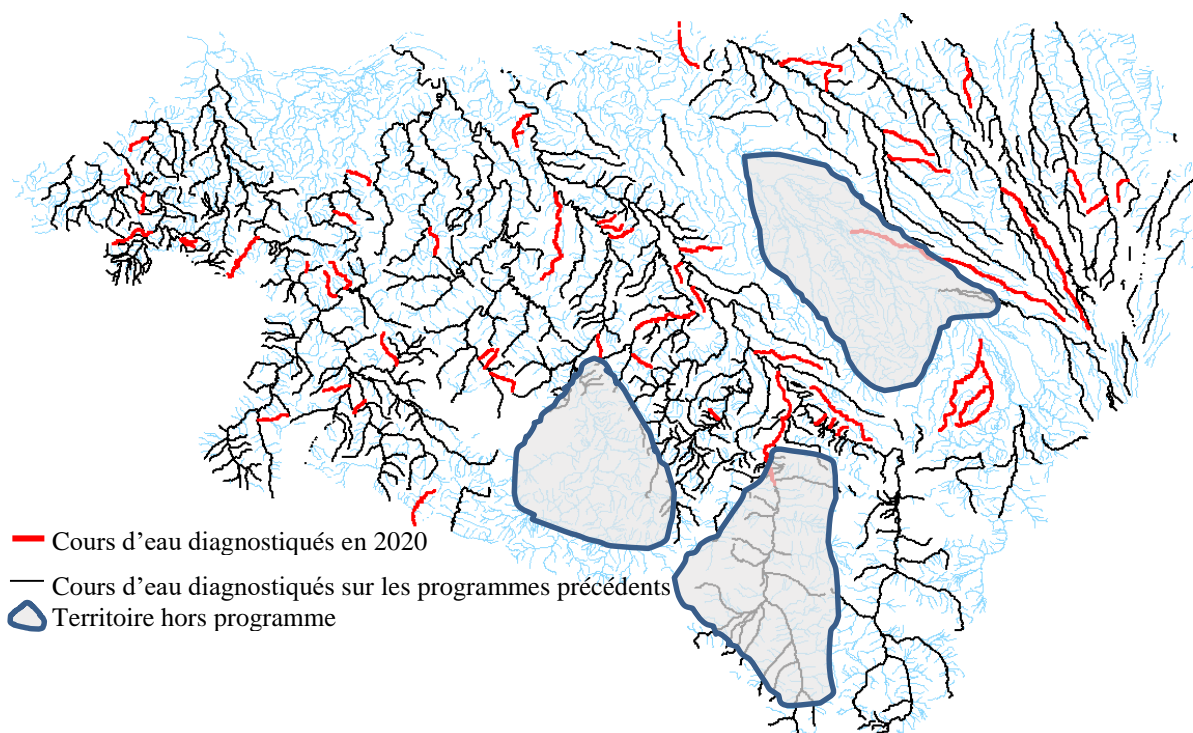 Cours d'eau diagnostiqués en 2020
Cours d'eau diagnostiqués sur les programmes précédents
Territoire hors programme